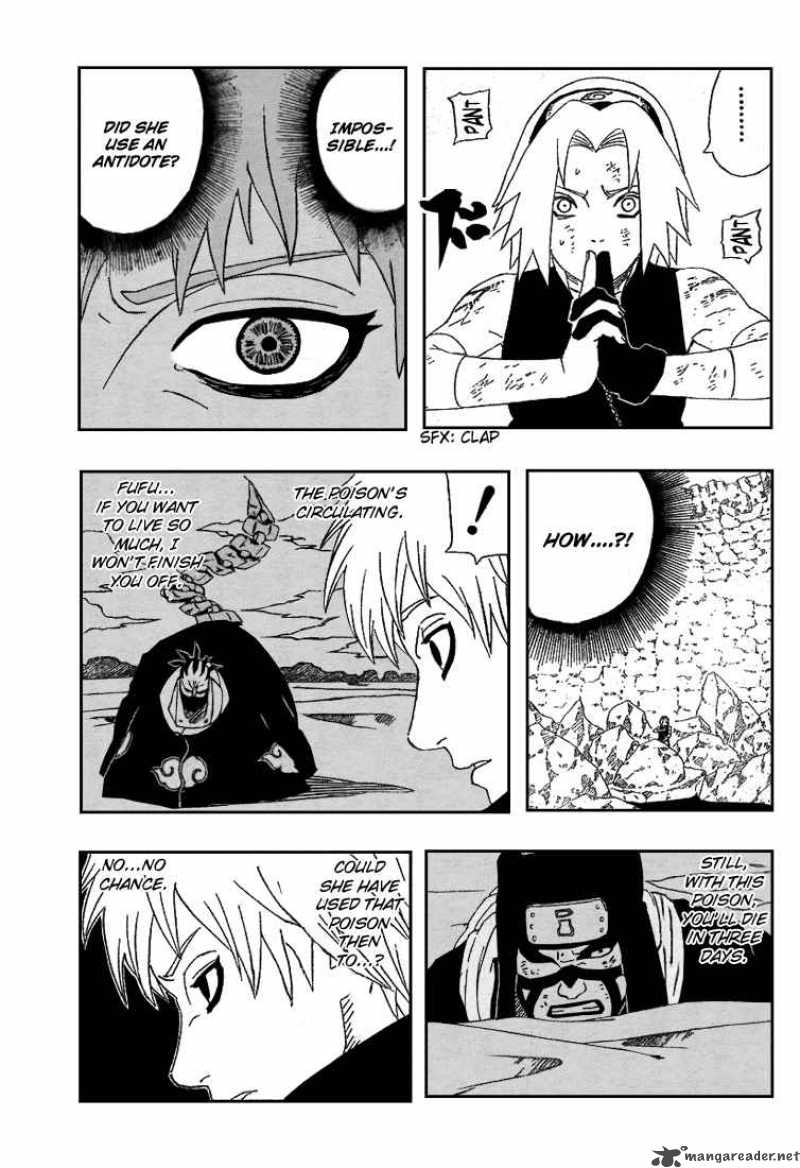 .........
PANT
PANT
だん
SFX: CLAP
IMPOS-
SIBLE...!
DID SHE
USE AN
ANTIDOTE?
HOW....?!
!
THE POISON'S
CIRCULATING.
FUFU...
IF YOU WANT
TO LIVE SO
MUCH, I
WON'T FINISH
YOU OFF.
STILL,
WITH THIS
POISON,
YOU'LL DIE
IN THREE
DAYS.
COULD
SHE HAVE
USED THAT
POISON
THEN
TO...?
NO...NO
CHANCE.
mangareader.net